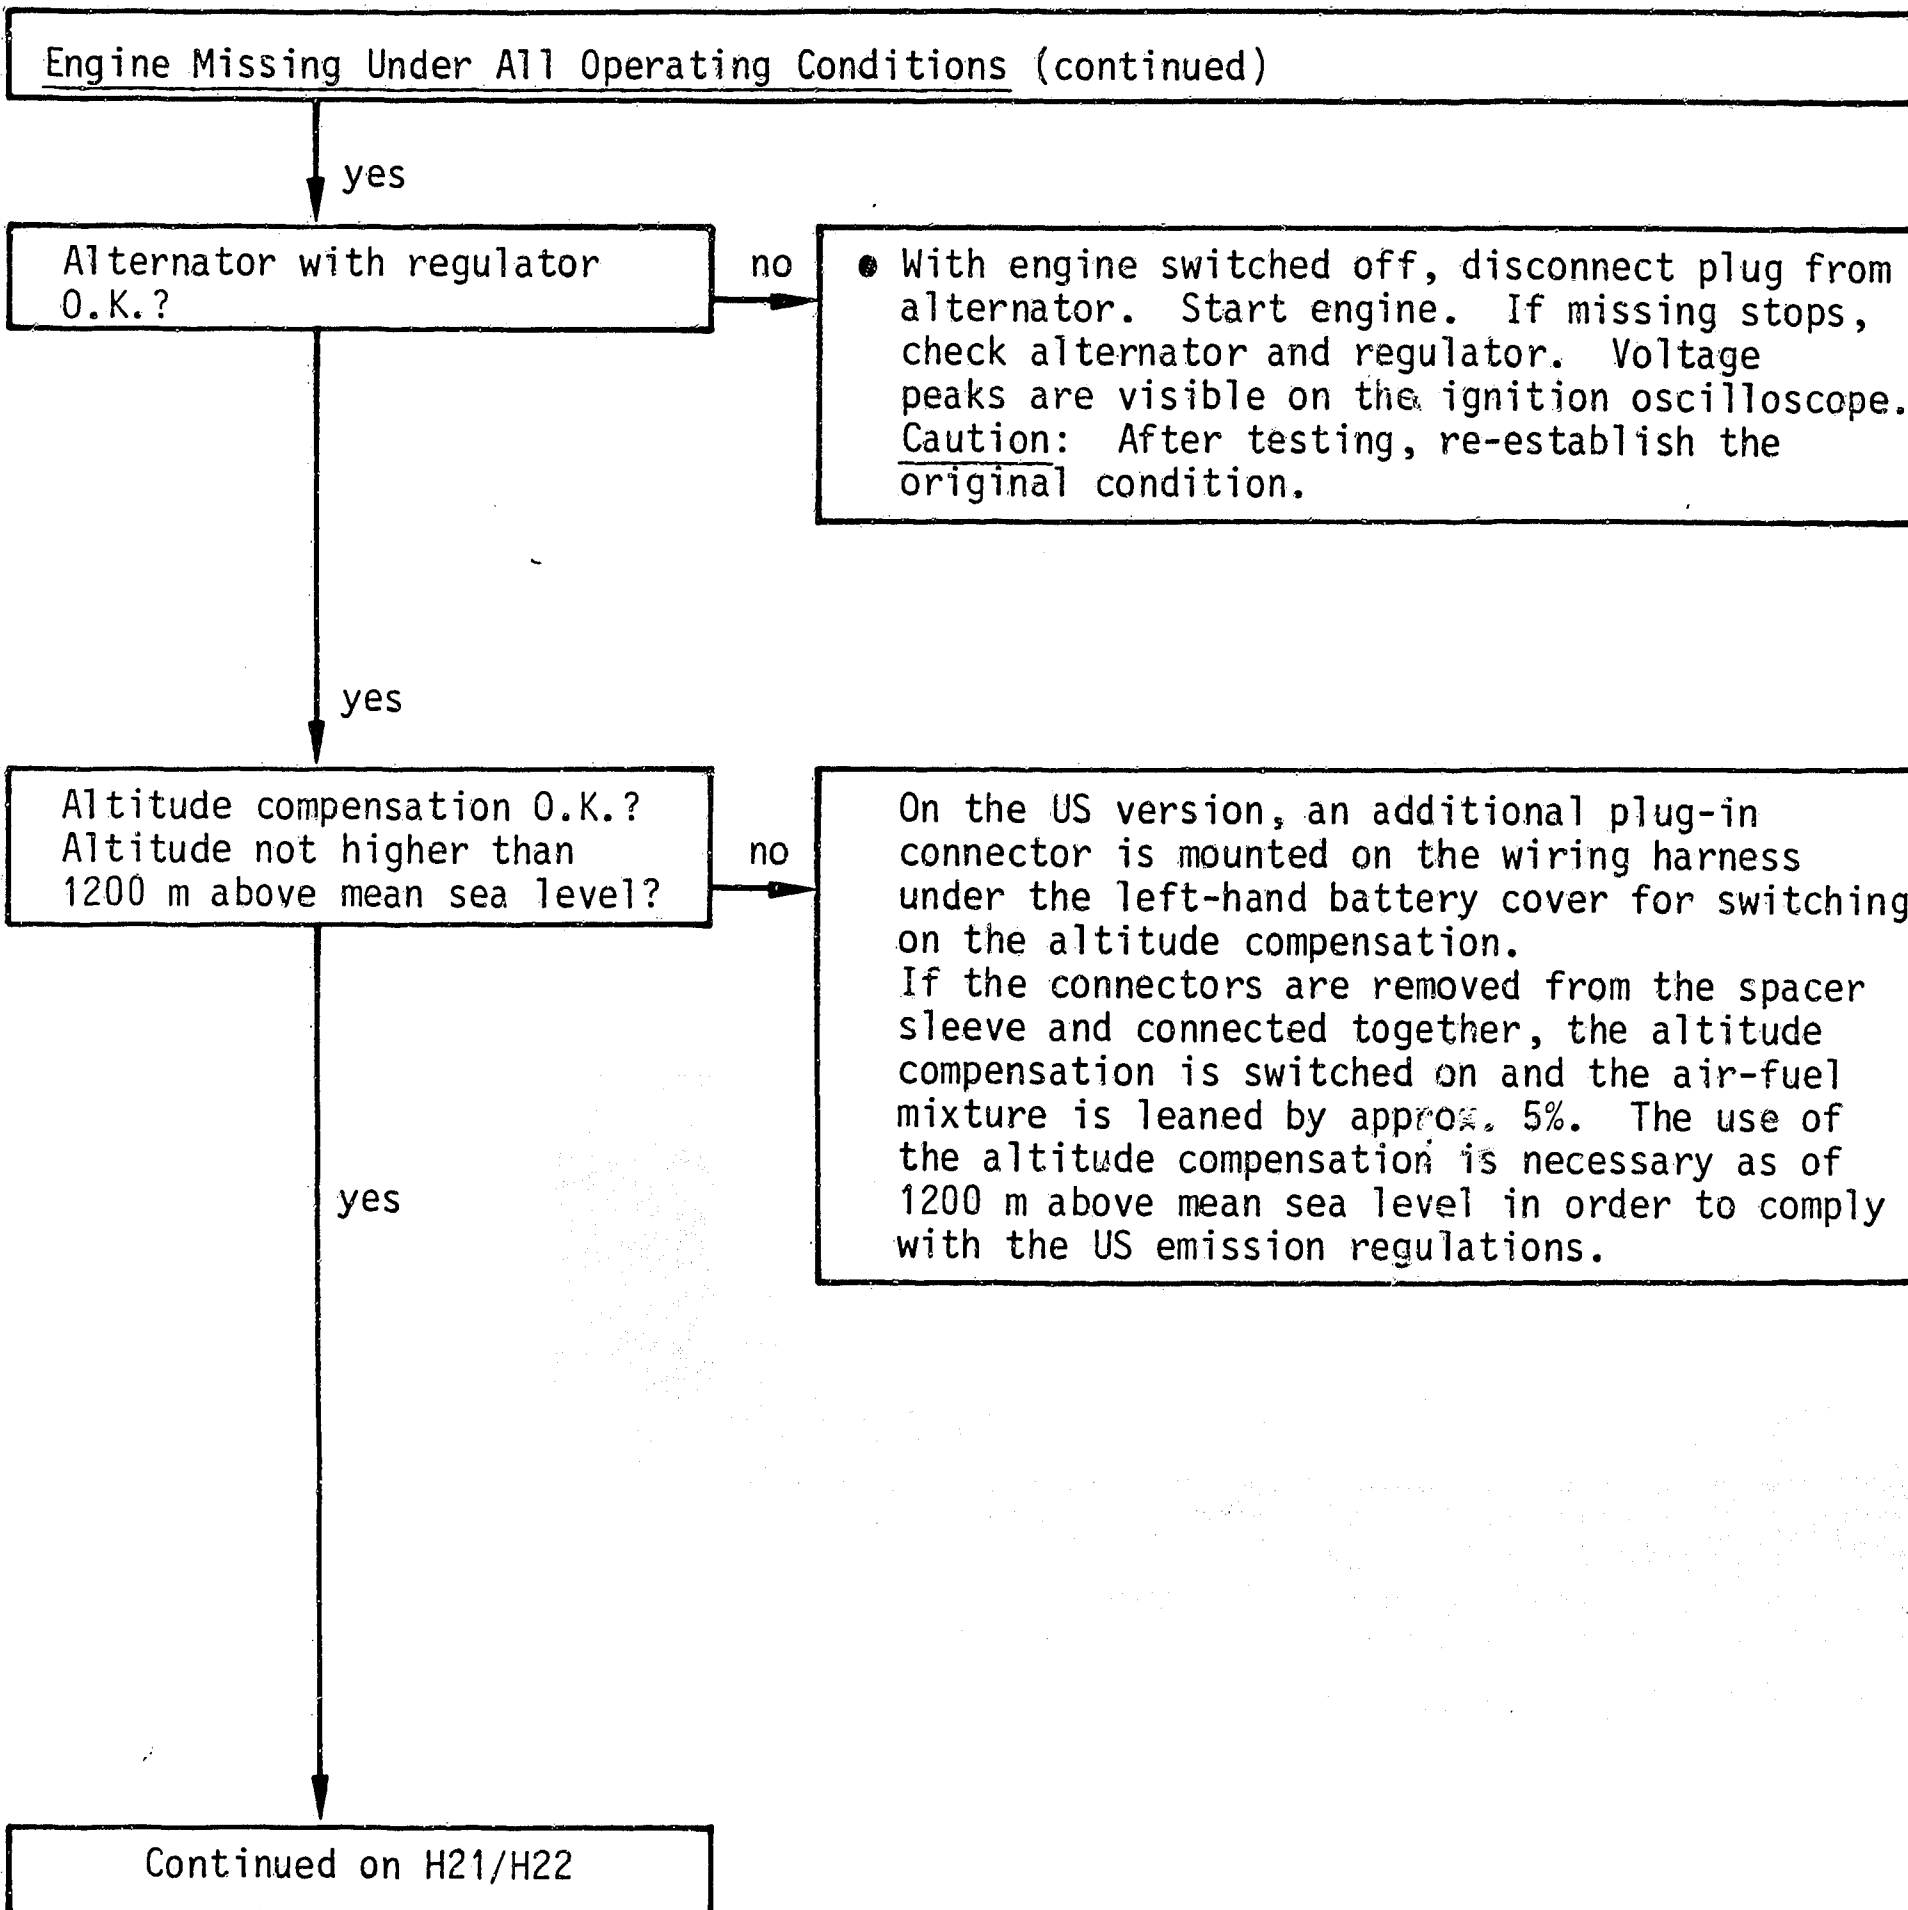 Engine Missing Under All Operating Conditions (continued)
yes
Alternator with regulator
O.K.?
no
● With engine switched off, disconnect plug from
alternator. Start engine. If missing stops,
check alternator and regulator. Voltage
peaks are visible on the ignition oscilloscope.
Caution: After testing, re-establish the
original condition.
yes
Altitude compensation O.K.?
Altitude not higher than
1200 m above mean sea level?
no
On the US version, an additional plug-in
connector is mounted on the wiring harness
under the left-hand battery cover for switching
on the altitude compensation.
If the connectors are removed from the spacer
sleeve and connected together, the altitude
compensation is switched on and the air-fuel
mixture is leaned by approx. 5%. The use of
the altitude compensation is necessary as of
1200 m above mean sea level in order to comply
with the US emission regulations.
yes
Continued on H21/H22